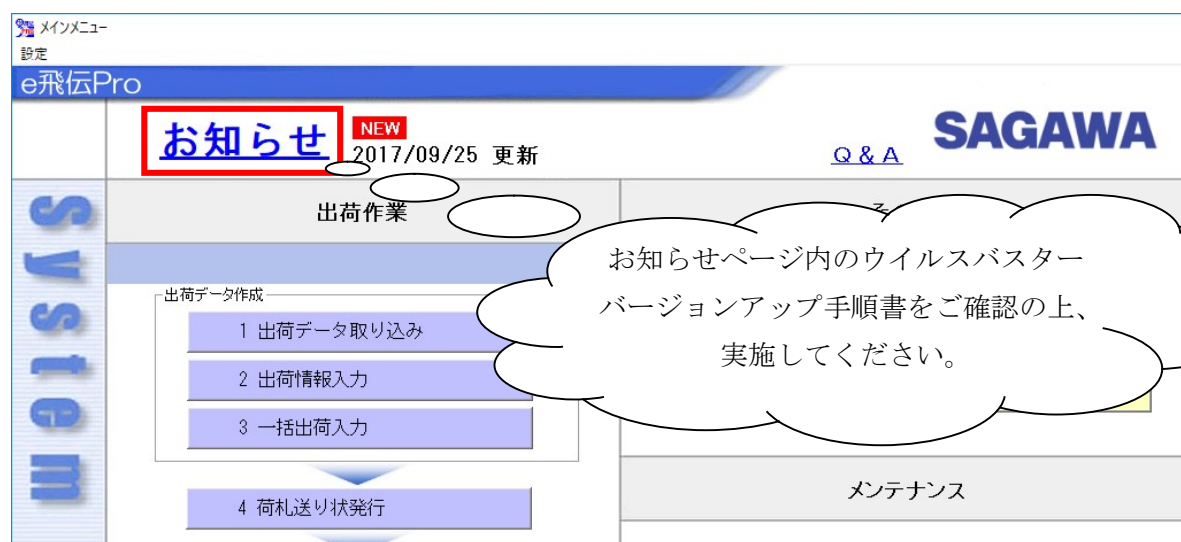 メインメニュー
設定
e飛伝Pro
お知らせ
NEW
2017/09/25 更新
Q & A
SAGAWA
出荷作業
お知らせページ内のウイルスバスター
バージョンアップ手順書をご確認の上、
実施してください。
System
出荷データ作成
1 出荷データ取り込み
2 出荷情報入力
3 一括出荷入力
4 荷札送り状発行
メンテナンス